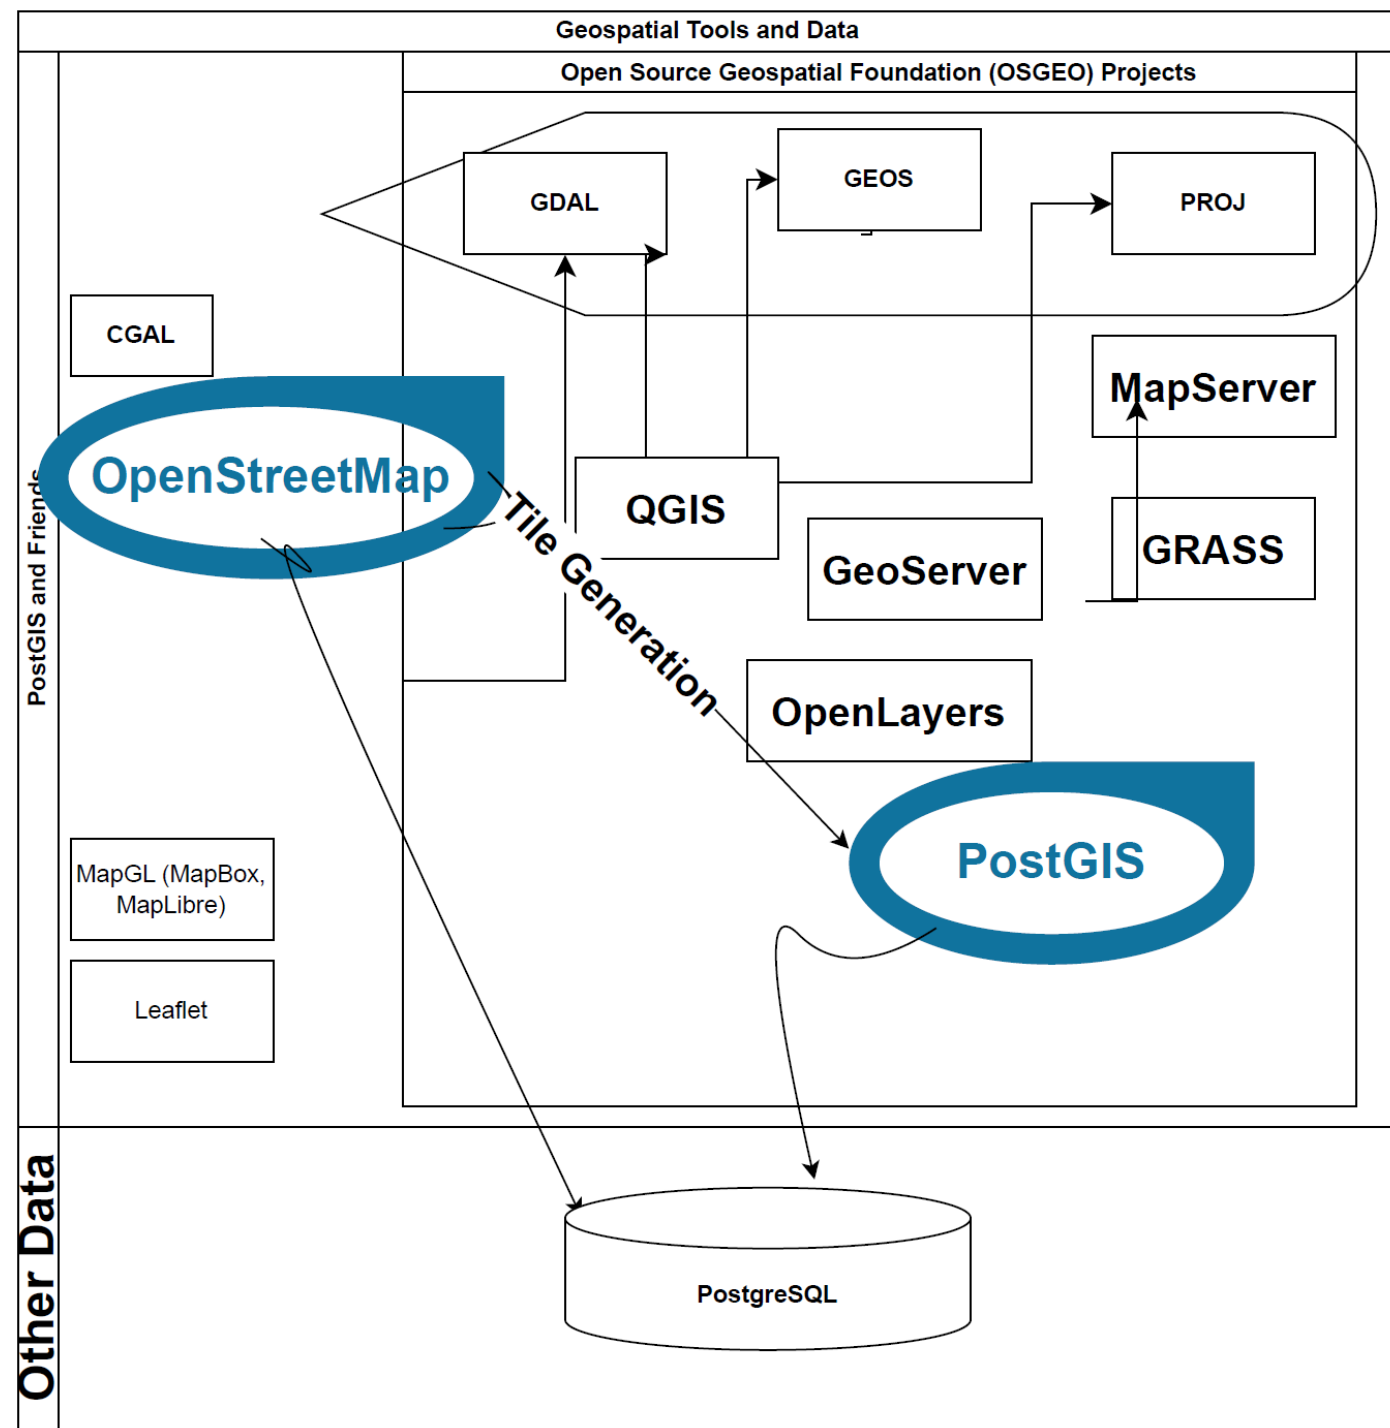 Geospatial Tools and Data
Open Source Geospatial Foundation (OSGEO) Projects
PostGIS and Friends
GDAL
GEOS
PROJ
CGAL
MapServer
OpenStreetMap
QGIS
Tile Generation
GeoServer
GRASS
OpenLayers
PostGIS
MapGL (MapBox,
MapLibre)
Leaflet
Other Data
PostgreSQL